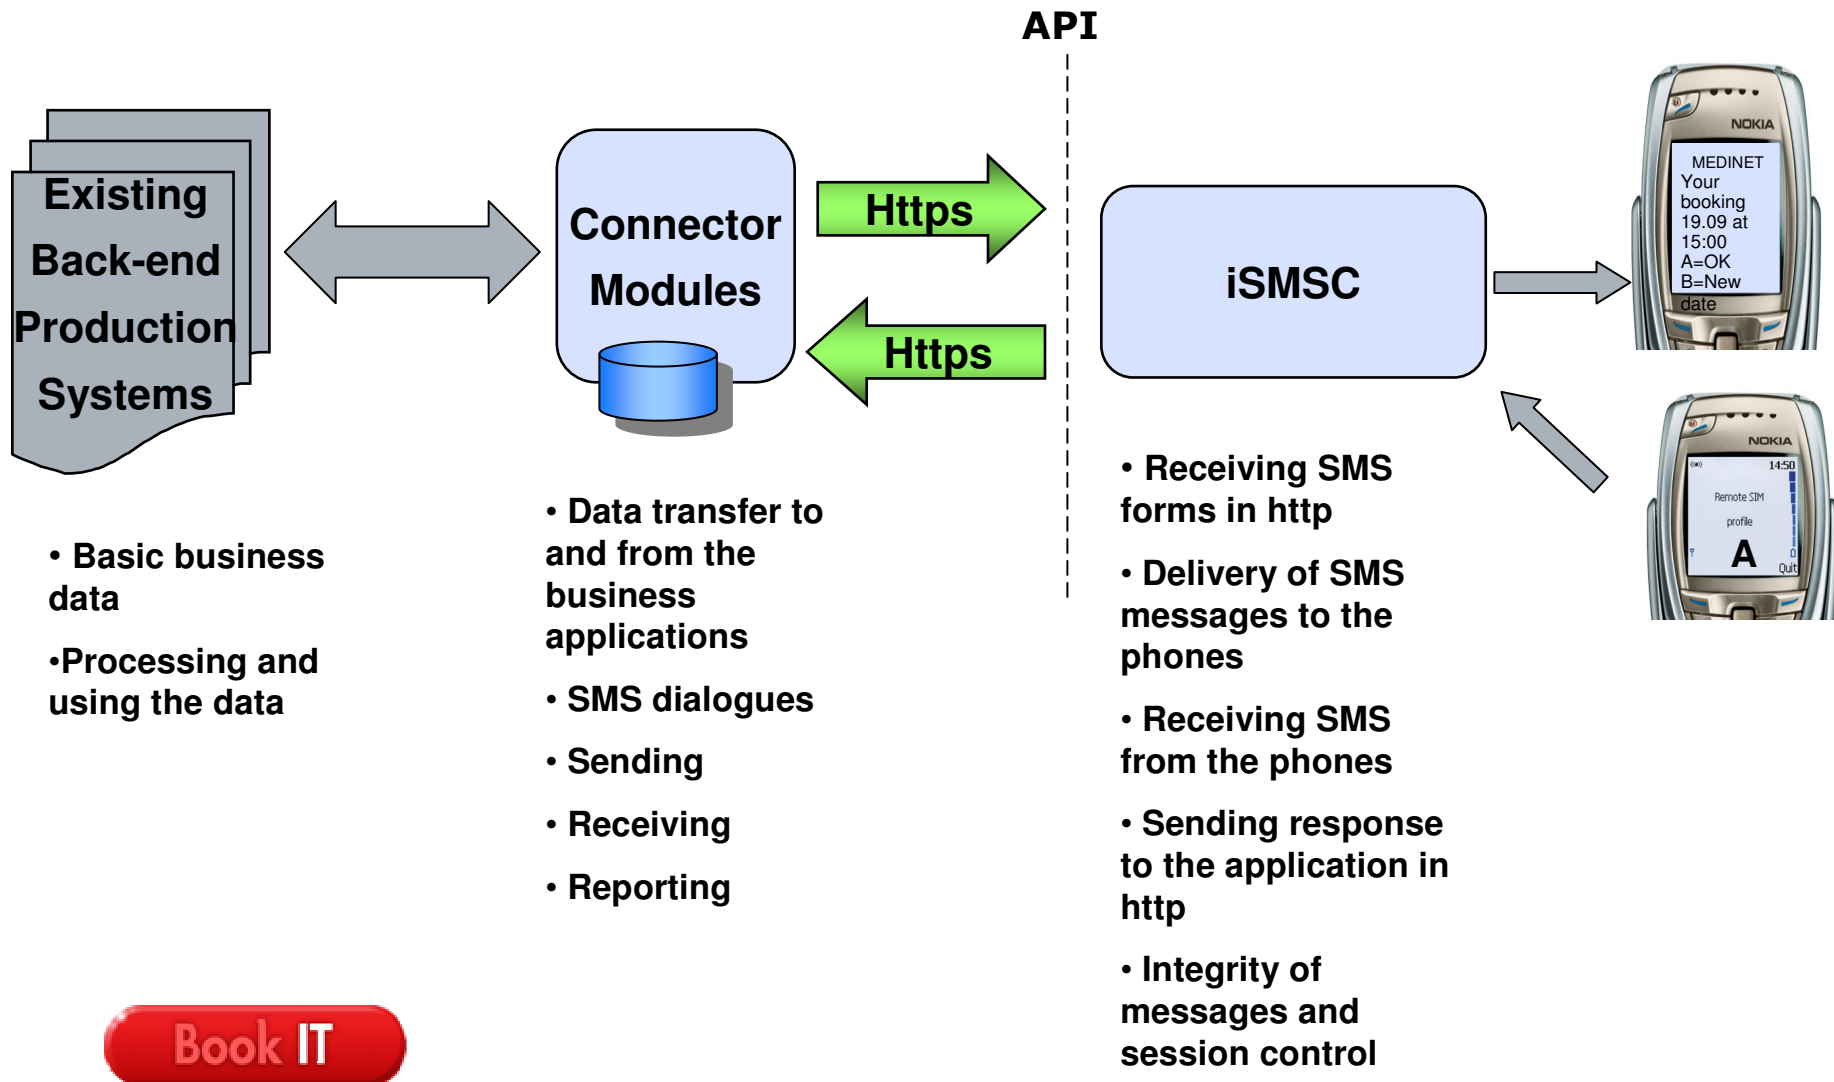 API
Existing
Back-end
Production
Systems
Connector
Modules
Https
Https
iSMSC
NOKIA
MEDINET
Your
booking
19.09 at
15:00
A=OK
B=New
date
NOKIA
14:50
Remote SIM
profile
A
Quit
• Basic business
data
•Processing and
using the data
• Data transfer to
and from the
business
applications
• SMS dialogues
• Sending
• Receiving
• Reporting
• Receiving SMS
forms in http
• Delivery of SMS
messages to the
phones
• Receiving SMS
from the phones
• Sending response
to the application in
http
• Integrity of
messages and
session control
Book IT